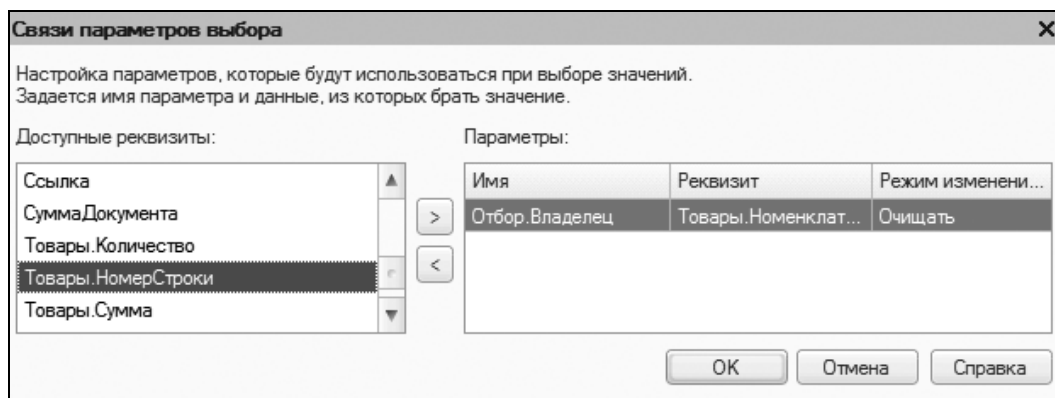 Связи параметров выбора
Настройка параметров, которые будут использоваться при выборе значений.
Задается имя параметра и данные, из которых брать значение.
Доступные реквизиты: Параметры:
Ссылка
СуммаДокумента
Товары.Количество
Товары.НомерСтроки
Товары.Сумма
>
<
Имя Реквизит Режим изменени...
Отбор.Владелец Товары.Номенклат... Очищать
OK Отмена Справка